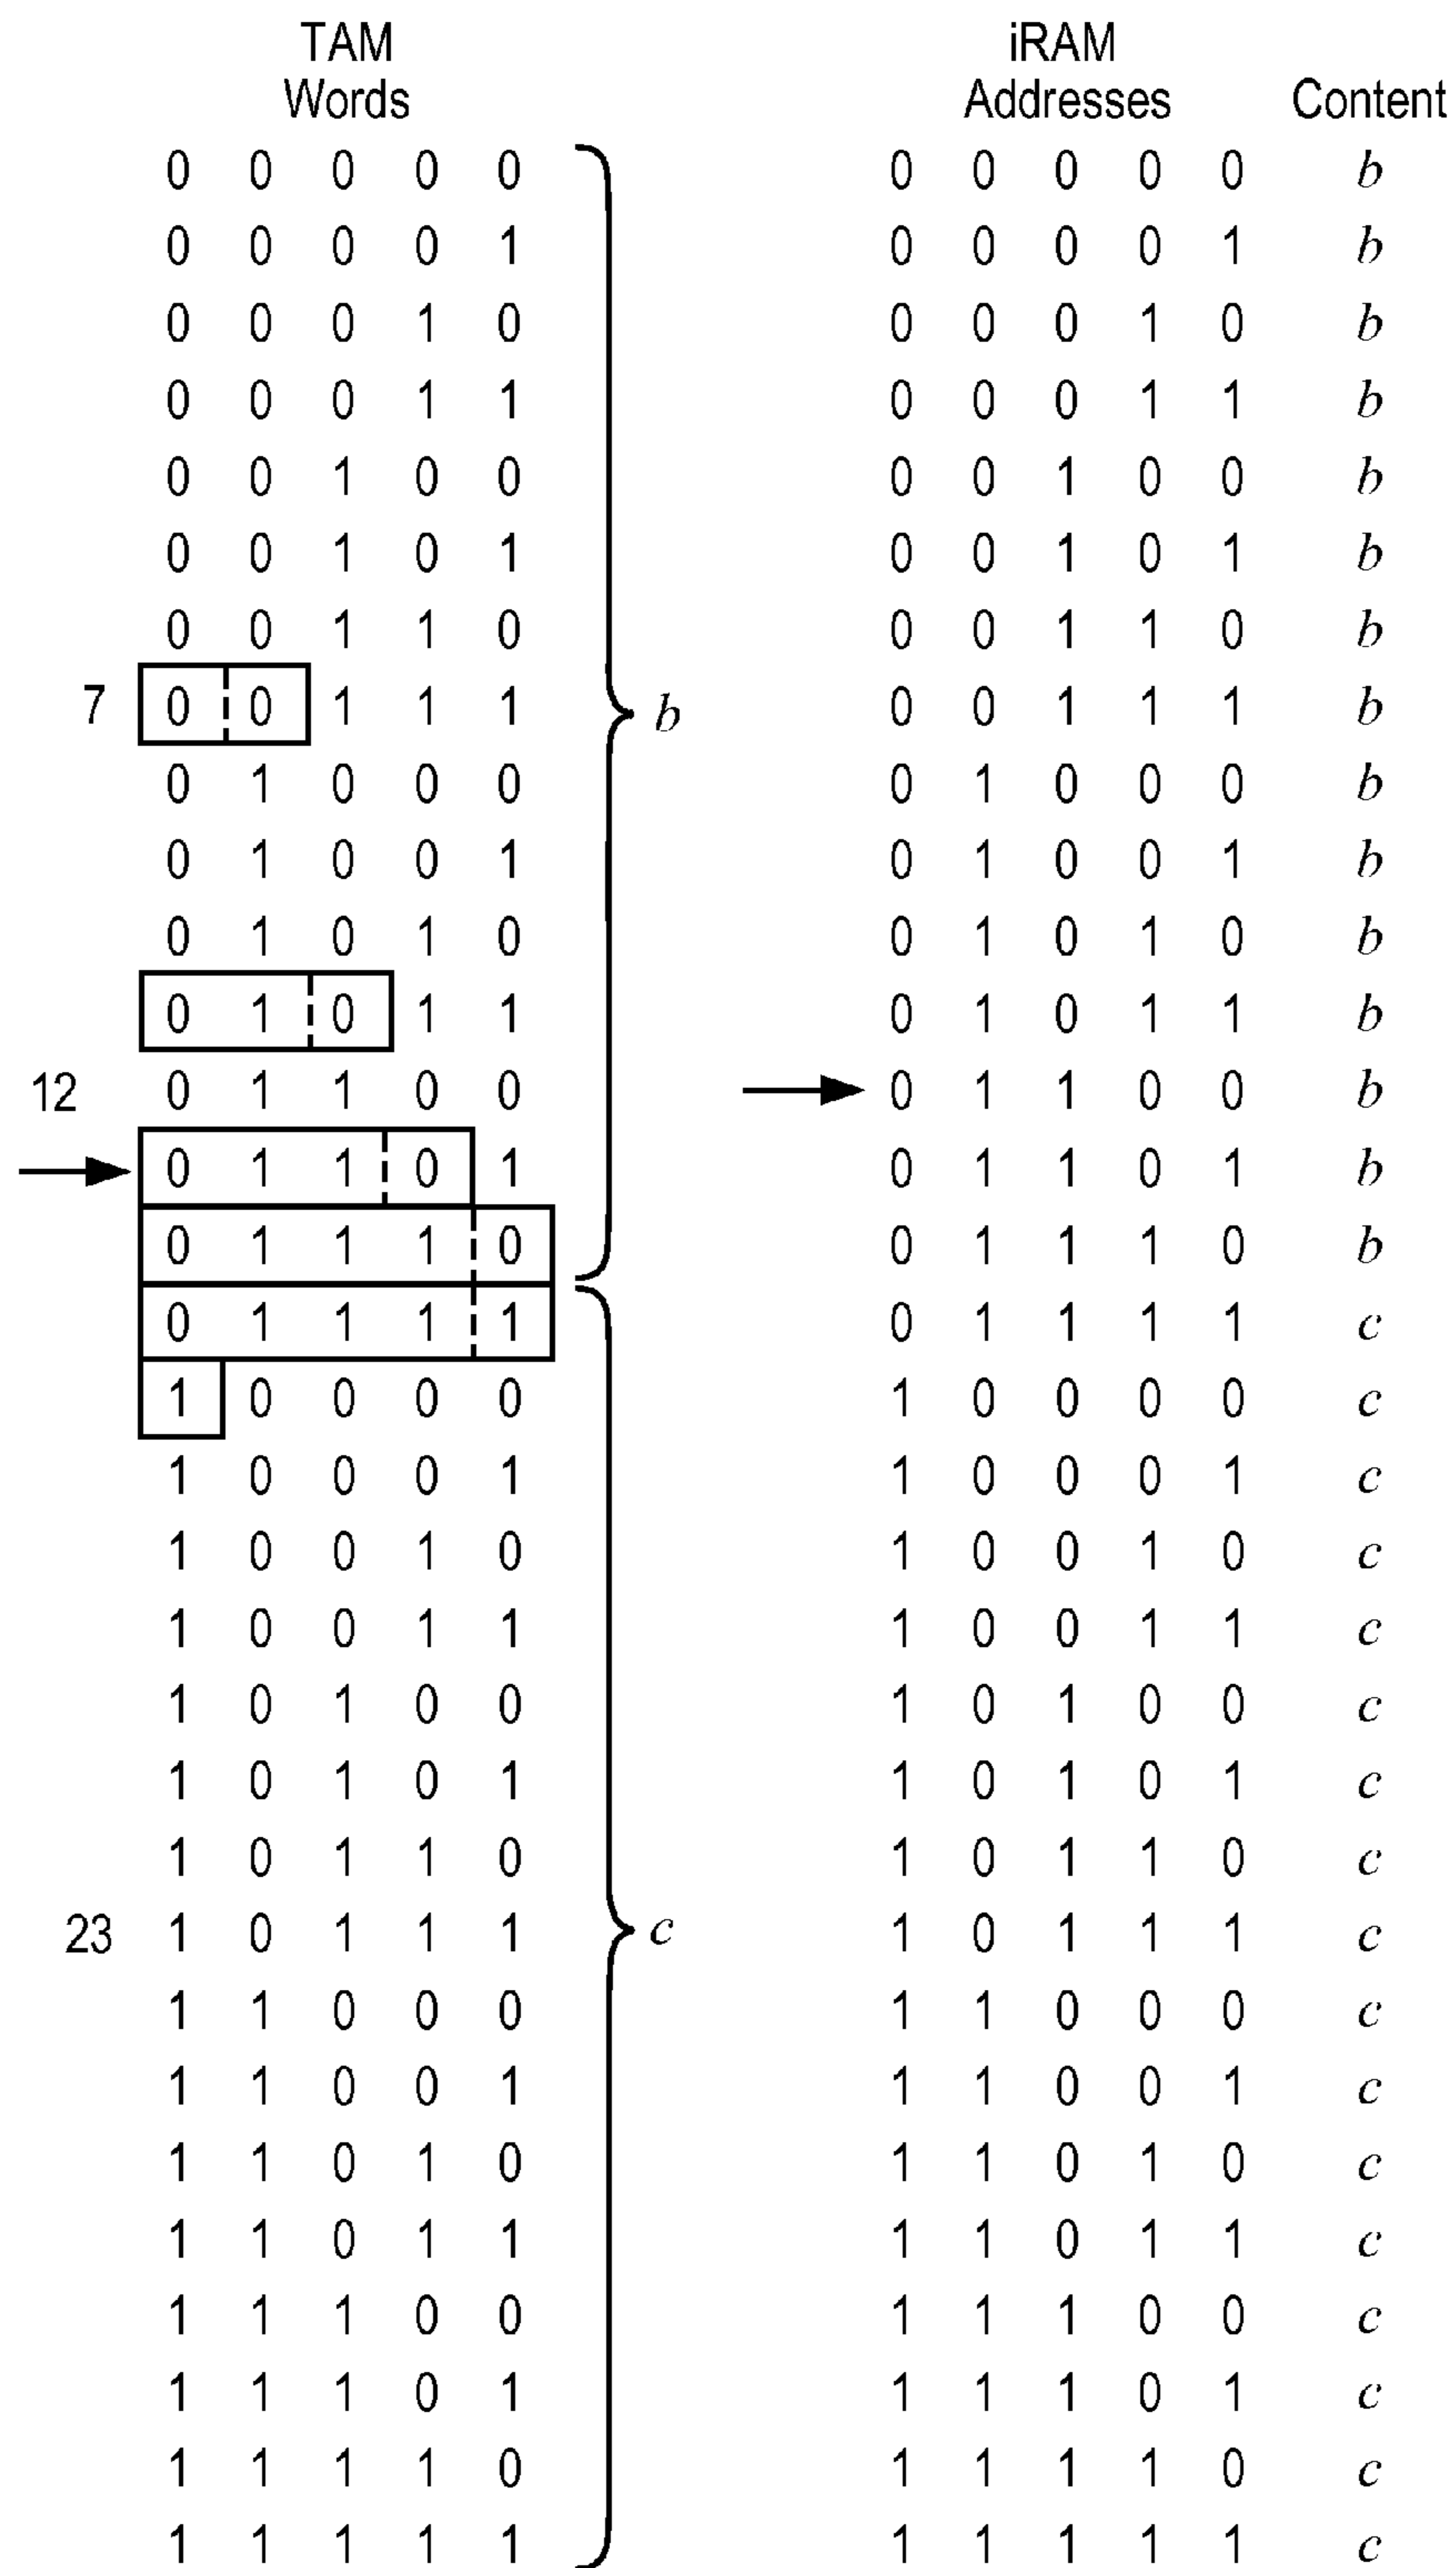 TAM iRAM
Words Addresses Content
0 0 0 0 0 0 0 0 0 0 b
0 0 0 0 1 0 0 0 0 1 b
0 0 0 1 0 0 0 0 1 0 b
0 0 0 1 1 0 0 0 1 1 b
0 0 1 0 0 0 0 1 0 0 b
0 0 1 0 1 0 0 1 0 1 b
0 0 1 1 0 0 0 1 1 0 b
7 0 0 1 1 1 b 0 0 1 1 1 b
0 1 0 0 0 0 1 0 0 0 b
0 1 0 0 1 0 1 0 0 1 b
0 1 0 1 0 0 1 0 1 0 b
0 1 0 1 1 0 1 0 1 1 b
12 0 1 1 0 0 0 1 1 0 0 b
0 1 1 0 1 0 1 1 0 1 b
0 1 1 1 0 0 1 1 1 0 b
0 1 1 1 1 0 1 1 1 1 c
1 0 0 0 0 1 0 0 0 0 c
1 0 0 0 1 1 0 0 0 1 c
1 0 0 1 0 1 0 0 1 0 c
1 0 0 1 1 1 0 0 1 1 c
1 0 1 0 0 1 0 1 0 0 c
1 0 1 0 1 1 0 1 0 1 c
1 0 1 1 0 1 0 1 1 0 c
23 1 0 1 1 1 c 1 0 1 1 1 c
1 1 0 0 0 1 1 0 0 0 c
1 1 0 0 1 1 1 0 0 1 c
1 1 0 1 0 1 1 0 1 0 c
1 1 0 1 1 1 1 0 1 1 c
1 1 1 0 0 1 1 1 0 0 c
1 1 1 0 1 1 1 1 0 1 c
1 1 1 1 0 1 1 1 1 0 c
1 1 1 1 1 1 1 1 1 1 c